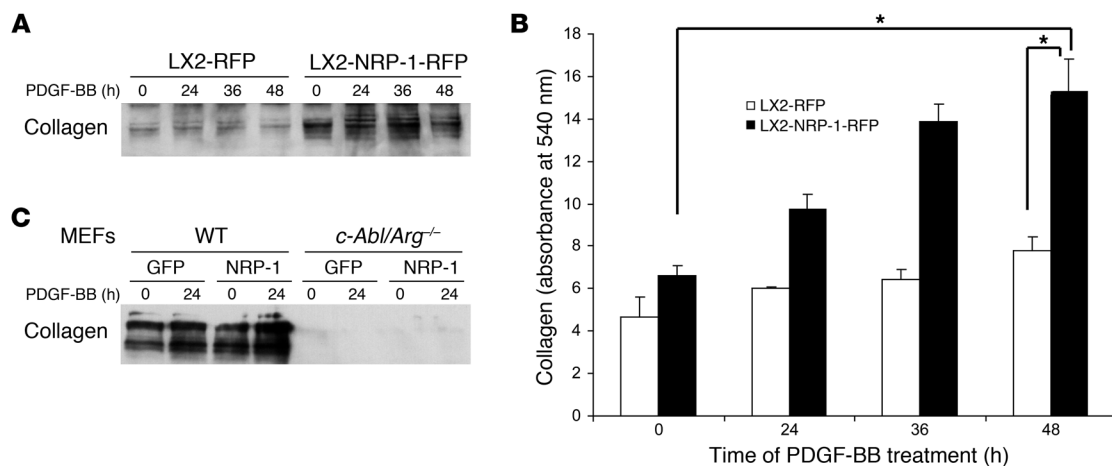 A
LX2-RFP LX2-NRP-1-RFP
PDGF-BB (h) 0 24 36 48 0 24 36 48
Collagen
C
MEFs WT c-Abl/Arg–/–
GFP NRP-1 GFP NRP-1
PDGF-BB (h) 0 24 0 24 0 24 0 24
Collagen
B
Collagen (absorbance at 540 nm)
18
16
14
12
10
8
6
4
2
0
*
*
LX2-RFP
LX2-NRP-1-RFP
0 24 36 48
Time of PDGF-BB treatment (h)